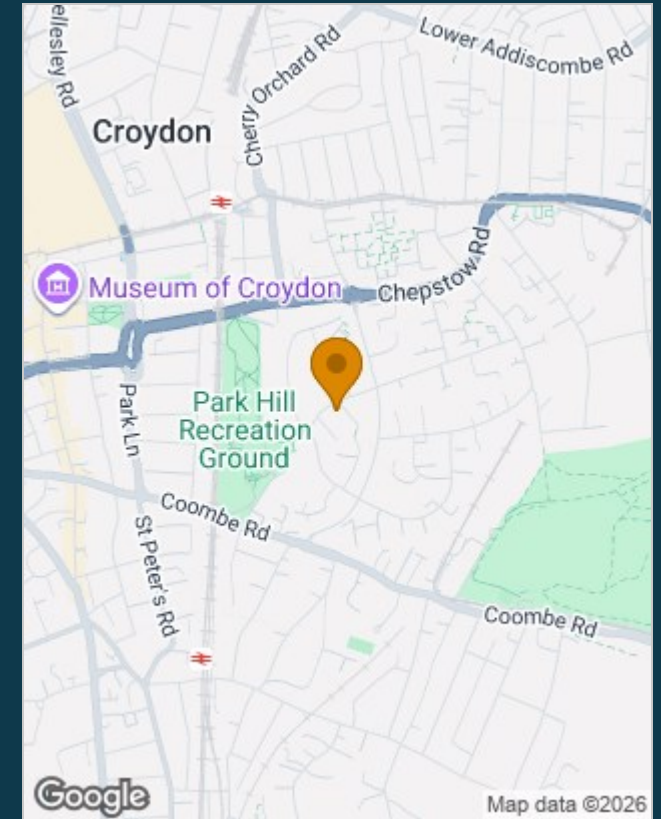 ellesley Rd
Lower Addiscombe Rd
Cherry Orchard Rd
Croydon
Chepstow Rd
Museum of Croydon
Park Hill
Recreation
Ground
Park Ln
Coombe Rd
St Peter's Rd
Coombe Rd
Google
Map data ©2026